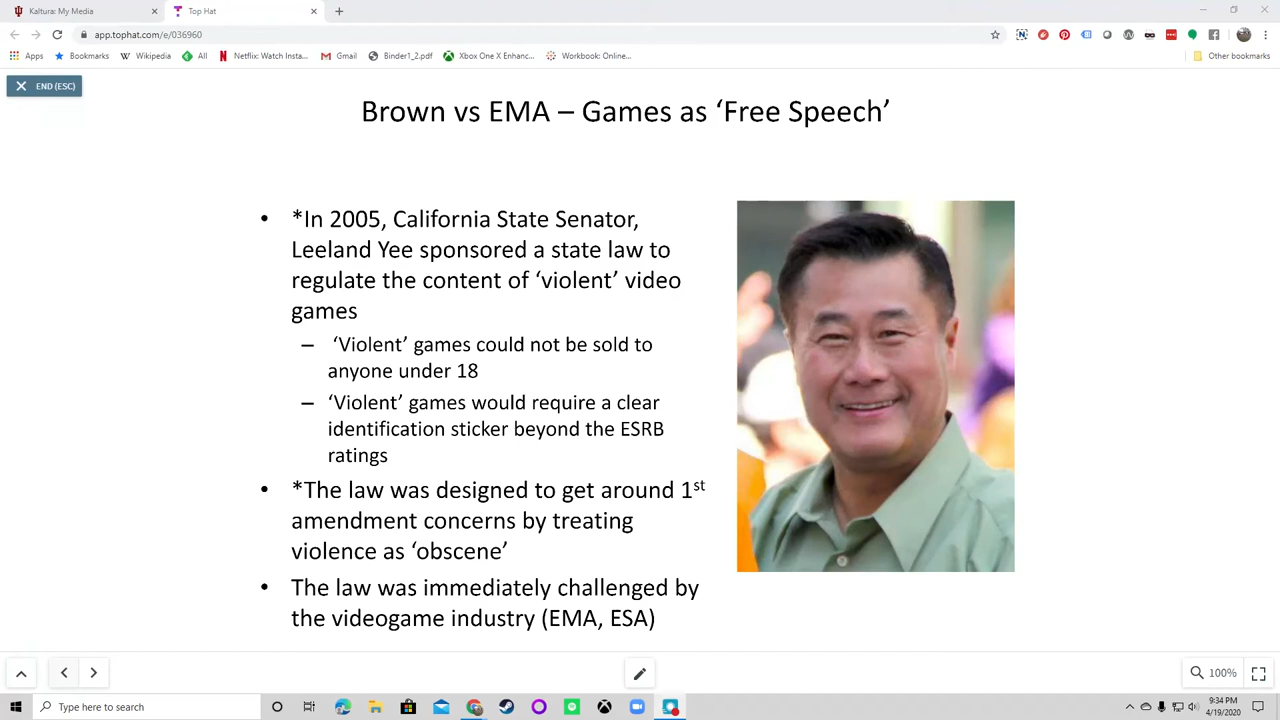 Kaltura: My Media
Top Hat
app.tophat.com/e/036960
Apps
Bookmarks
Wikipedia
All
Netflix: Watch Insta...
Gmail
Binder1_2.pdf
Xbox One X Enhanc...
Workbook: Onlin...
Other bookmarks
END (ESC)
Brown vs EMA – Games as ‘Free Speech’
• *In 2005, California State Senator,
Leeland Yee sponsored a state law to
regulate the content of ‘violent’ video
games
– ‘Violent’ games could not be sold to
anyone under 18
– ‘Violent’ games would require a clear
identification sticker beyond the ESRB
ratings
• *The law was designed to get around 1st
amendment concerns by treating
violence as ‘obscene’
• The law was immediately challenged by
the videogame industry (EMA, ESA)
100%
Type here to search
9:34 PM
4/19/2020